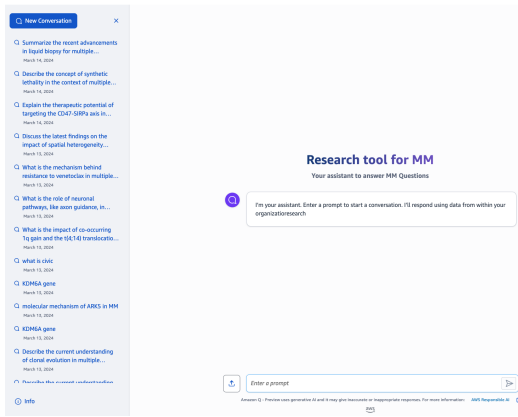 New Conversation
Summarize the recent advancements
in liquid biopsy for multiple...
March 14, 2024
Describe the concept of synthetic
lethality in the context of multiple...
March 14, 2024
Explain the therapeutic potential of
targeting the CD47-SIRPa axis in...
March 14, 2024
Discuss the latest findings on the
impact of spatial heterogeneity...
March 13, 2024
What is the mechanism behind
resistance to venetoclax in multiple...
March 13, 2024
What is the role of neuronal
pathways, like axon guidance, in...
March 13, 2024
What is the impact of co-occurring
1q gain and the t(4;14) translocatio...
March 13, 2024
what is civic
March 13, 2024
KDM6A gene
March 13, 2024
molecular mechanism of ARK5 in MM
March 13, 2024
KDM6A gene
March 13, 2024
Describe the current understanding
of clonal evolution in multiple...
March 13, 2024
Describe the current understanding
Info
Research tool for MM
Your assistant to answer MM Questions
I'm your assistant. Enter a prompt to start a conversation. I'll respond using data from within your
organizatioresearch
Enter a prompt
Amazon Q - Preview uses generative AI and it may give inaccurate or inappropriate responses. For more information: AWS Responsible AI
aws